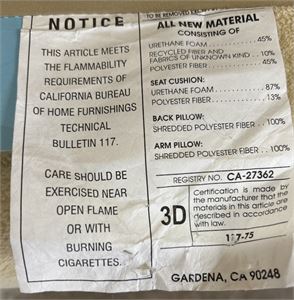 NOTICE
THIS ARTICLE MEETS
THE FLAMMABILITY
REQUIREMENTS OF
CALIFORNIA BUREAU
OF HOME FURNISHINGS
TECHNICAL
BULLETIN 117.
CARE SHOULD BE
EXERCISED NEAR
OPEN FLAME
OR WITH
BURNING
CIGARETTES.
TO BE REMOVED
ALL NEW MATERIAL
CONSISTING OF
URETHANE FOAM.....45%
RECYCLED FIBER AND
FABRICS OF UNKNOWN KIND...10%
POLYESTER FIBER.....45%
SEAT CUSHION:
URETHANE FOAM.....87%
POLYESTER FIBER.....13%
BACK PILLOW:
SHREDDED POLYESTER FIBER..100%
ARM PILLOW:
SHREDDED POLYESTER FIBER...100%
REGISTRY NO. CA-27362
3D
Certification is made by
the manufacturer that the
materials in this article are
described in accordance
with law.
GARDENA, CA 90248